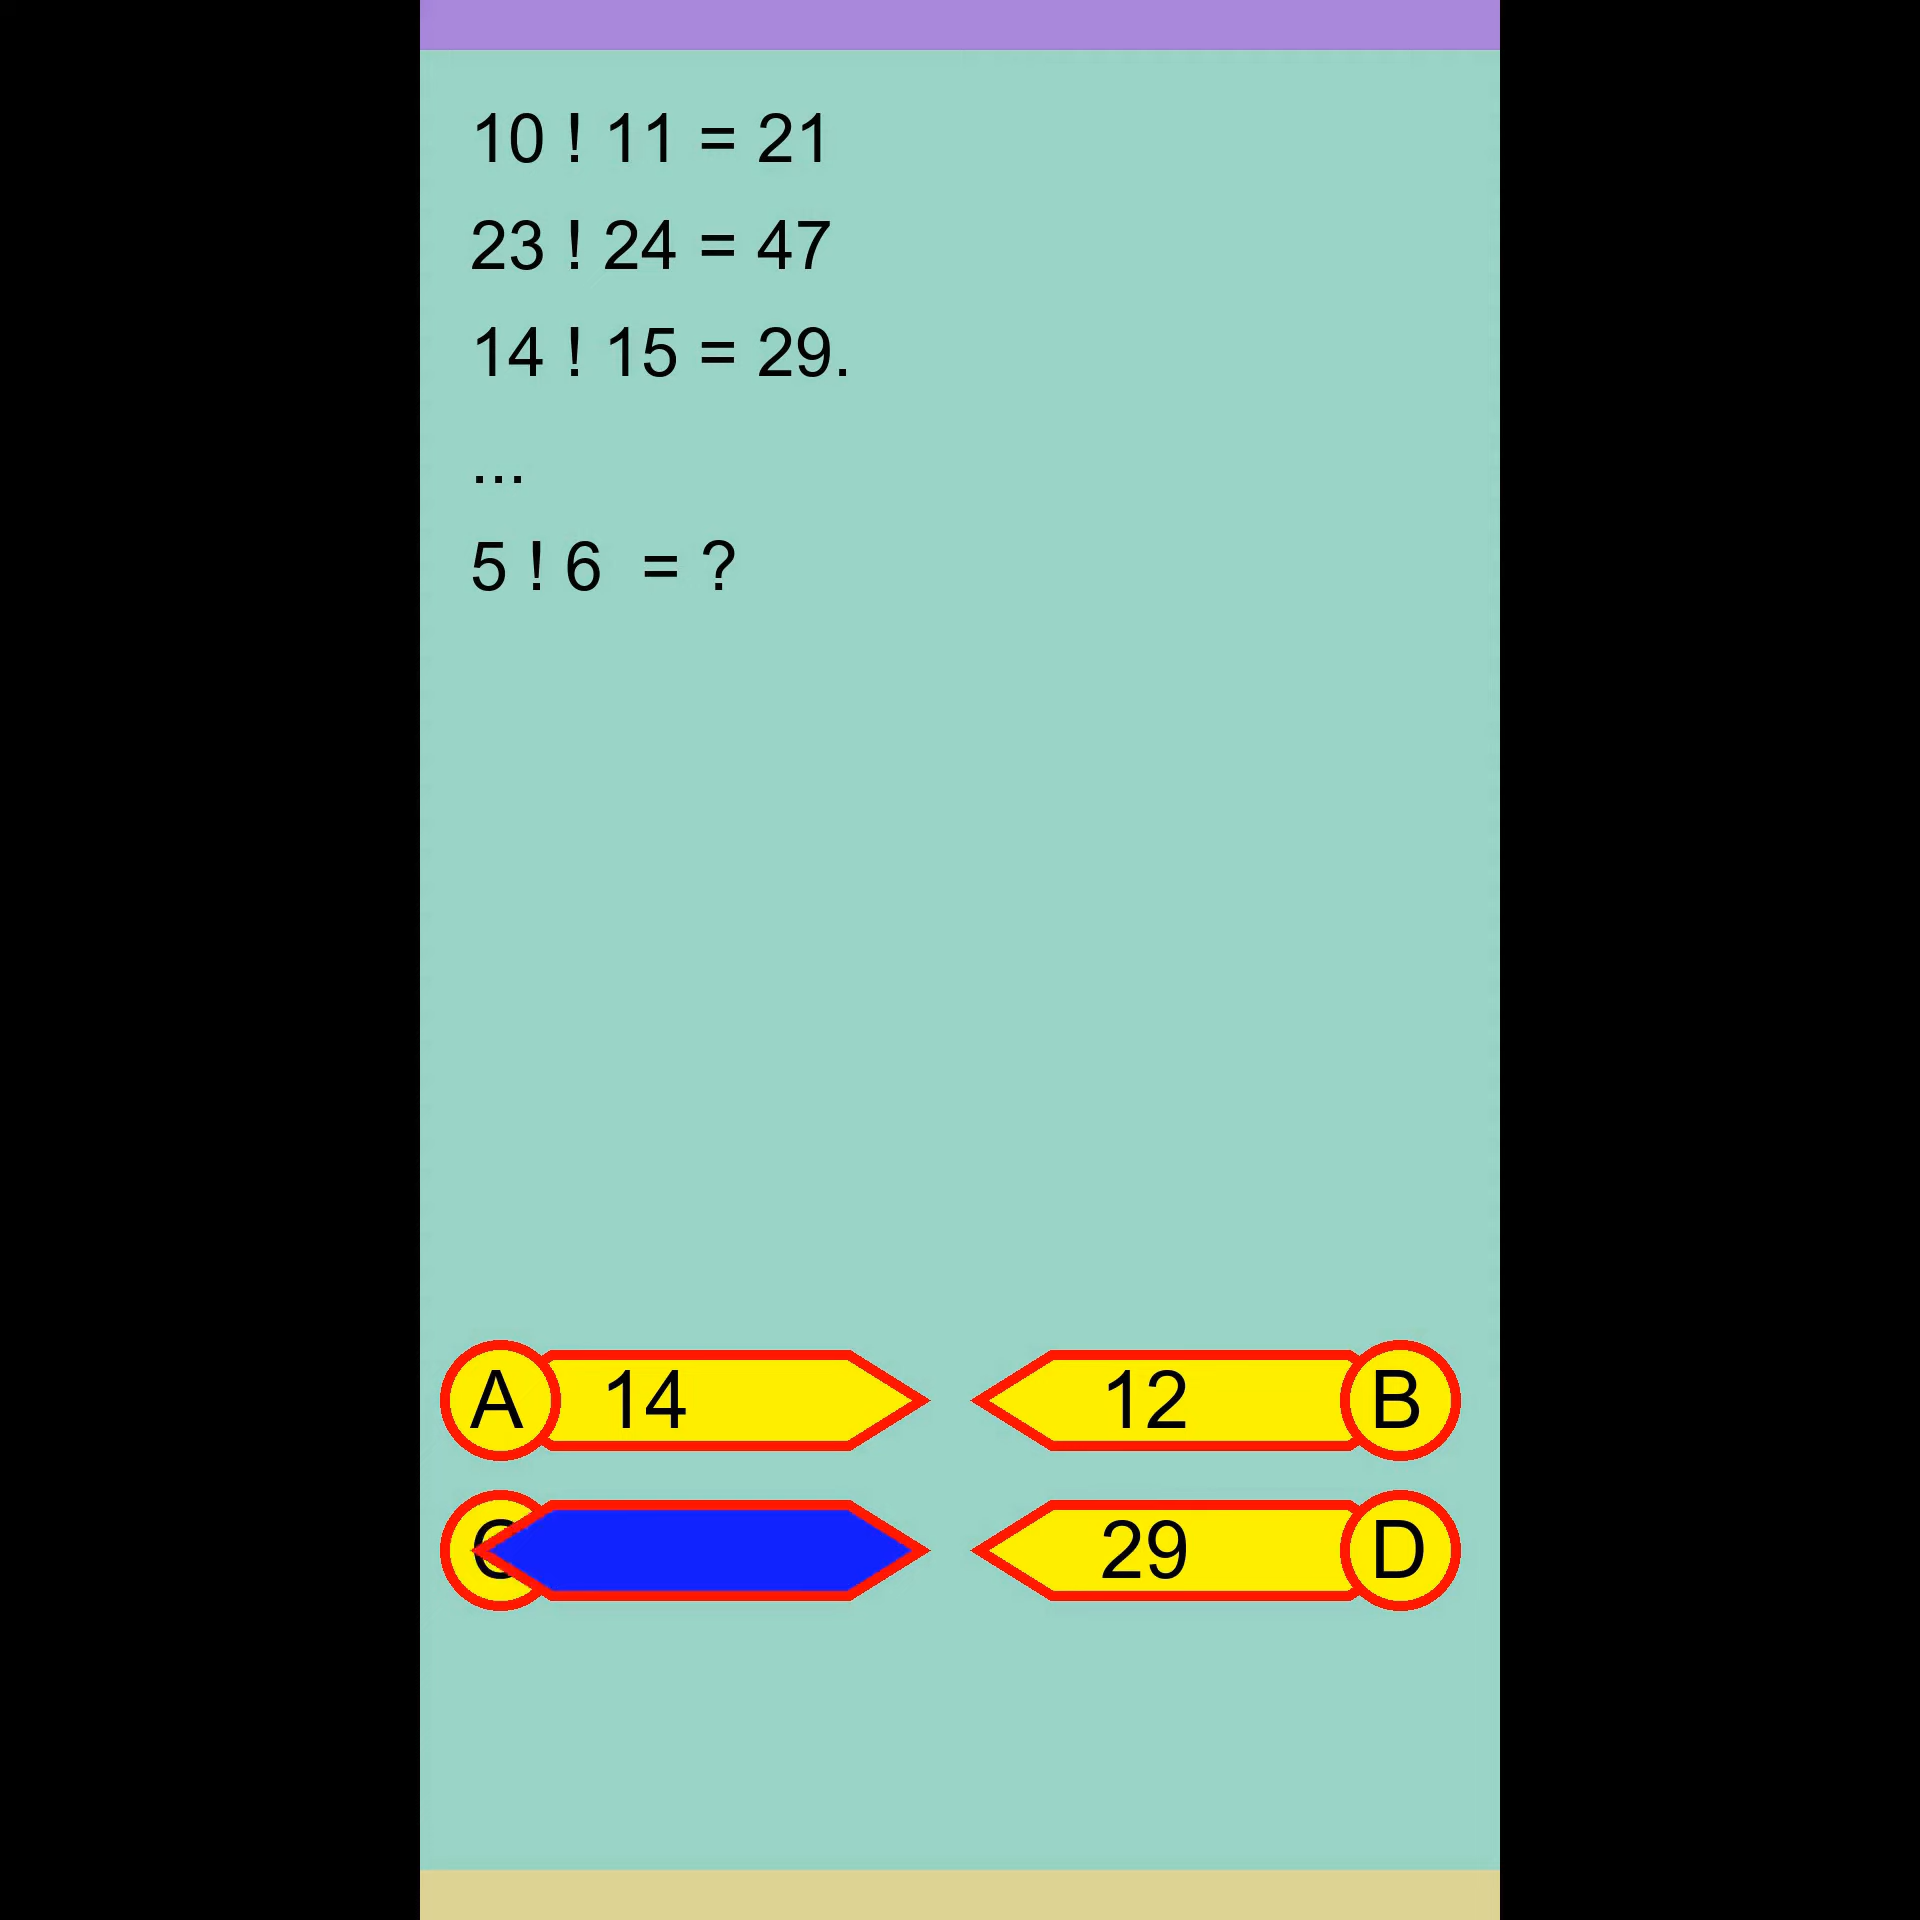 10 ! 11 = 21
23 ! 24 = 47
14 ! 15 = 29.
...
5 ! 6  = ?
A 14
12 B
C
29 D